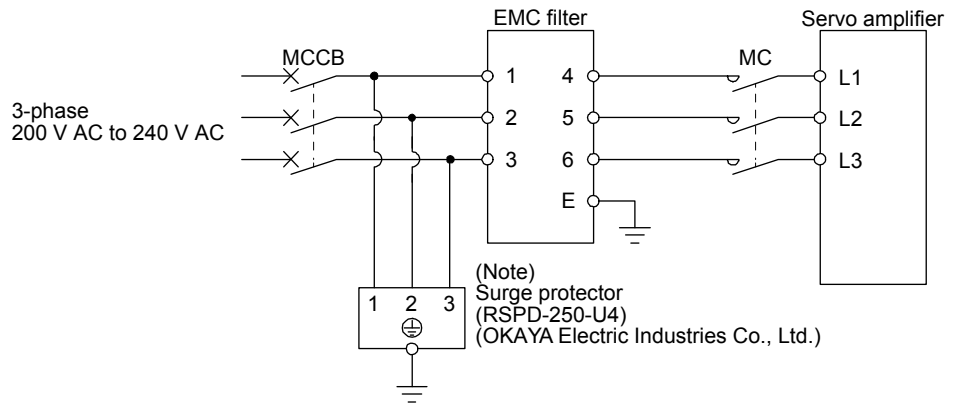 EMC filter
Servo amplifier
MCCB
MC
1
4
L1
3-phase
200 V AC to 240 V AC
2
5
L2
3
6
L3
E
(Note)
Surge protector
(RSPD-250-U4)
(OKAYA Electric Industries Co., Ltd.)
1 2 3